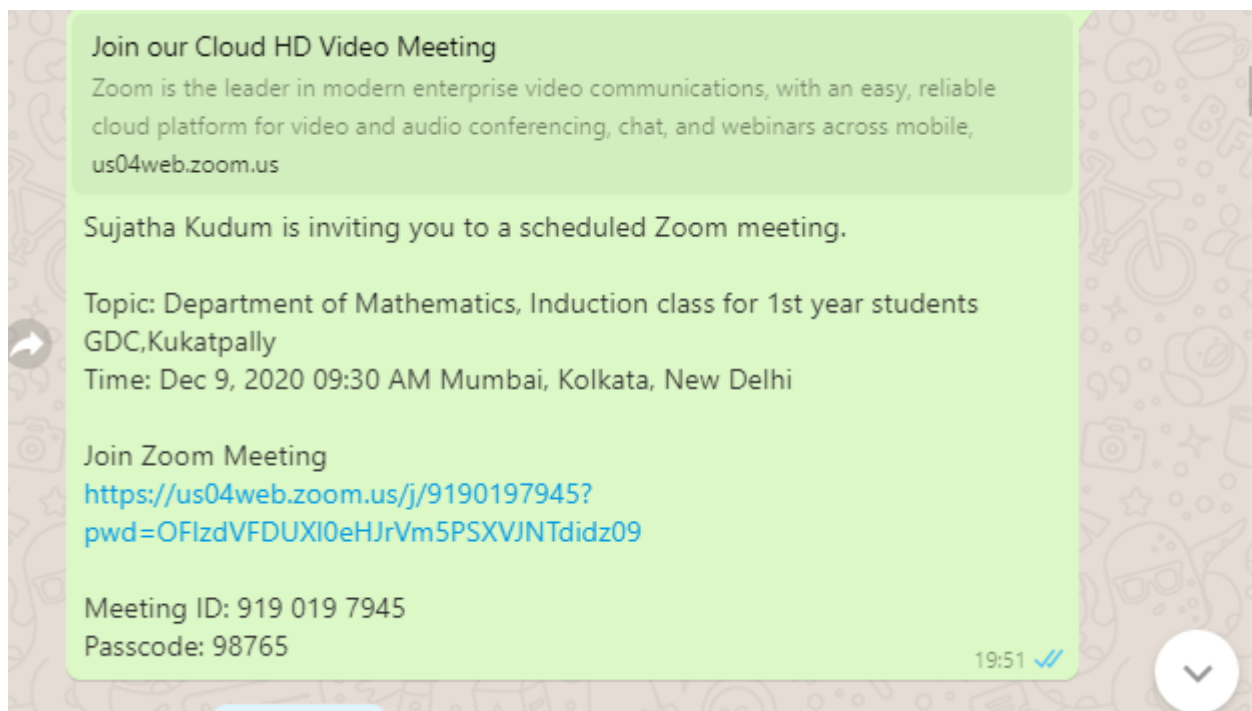 Join our Cloud HD Video Meeting
Zoom is the leader in modern enterprise video communications, with an easy, reliable
cloud platform for video and audio conferencing, chat, and webinars across mobile,
us04web.zoom.us
Sujatha Kudum is inviting you to a scheduled Zoom meeting.
Topic: Department of Mathematics, Induction class for 1st year students
GDC,Kukatpally
Time: Dec 9, 2020 09:30 AM Mumbai, Kolkata, New Delhi
Join Zoom Meeting
https://us04web.zoom.us/j/9190197945?
pwd=OFIzdVFDUXl0eHJrVm5PSXVJNTdidz09
Meeting ID: 919 019 7945
Passcode: 98765
19:51